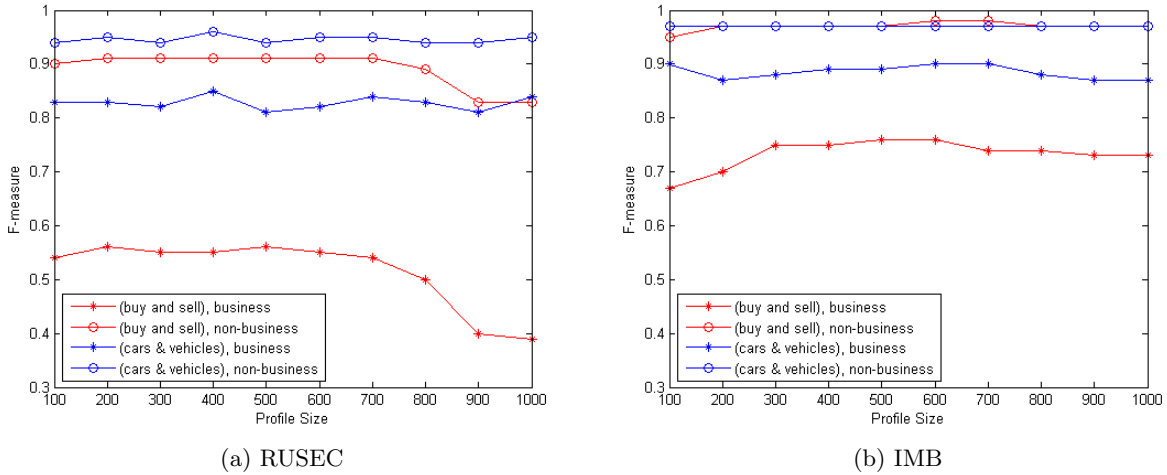 1
0.9
0.8
0.7
0.6
0.5
0.4
0.3
F-measure
(buy and sell), business
(buy and sell), non-business
(cars & vehicles), business
(cars & vehicles), non-business
100 200 300 400 500 600 700 800 900 1000
Profile Size
(a) RUSEC
1
0.9
0.8
0.7
0.6
0.5
0.4
0.3
F-measure
(buy and sell), business
(buy and sell), non-business
(cars & vehicles), business
(cars & vehicles), non-business
100 200 300 400 500 600 700 800 900 1000
Profile Size
(b) IMB